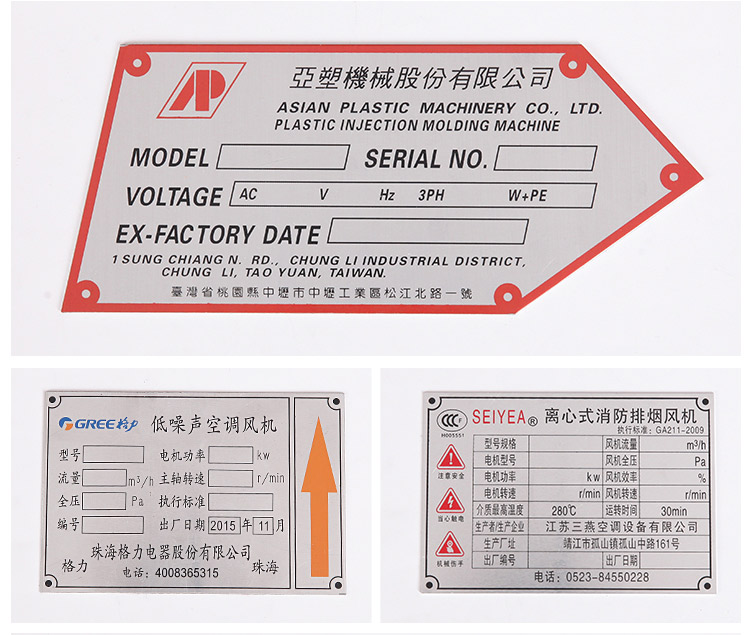 AP
亞塑機械股份有限公司
ASIAN PLASTIC MACHINERY CO., LTD.
PLASTIC INJECTION MOLDING MACHINE
MODEL SERIAL NO.
VOLTAGE AC V Hz 3PH W+PE
EX-FACTORY DATE
1 SUNG CHIANG N. RD., CHUNG LI INDUSTRIAL DISTRICT,
CHUNG LI, TAO YUAN, TAIWAN.
臺灣省桃園縣中壢市中壢工業區松江北路一號
GREE格力 低噪声空调风机
型号 电机功率 kw
流量 m³/h 主轴转速 r/min
全压 Pa 执行标准
编号 出厂日期 2015 年 11 月
珠海格力电器股份有限公司
格力 电话：4008365315 珠海
CCC SEIYEA® 离心式消防排烟风机
H005551 执行标准：GA211-2009
型号规格 风机流量 m³/h
电机型号 风机全压 Pa
注意安全
电机功率 kw 风机效率 %
电机转速 r/min 风机转速 r/min
介质最高温度 280℃ 运转时间 30min
当心触电
生产者/生产企业 江苏三燕空调设备有限公司
生产厂址 靖江市孤山镇孤山中路161号
出厂编号 出厂日期
机械伤手
电话：0523-84550228